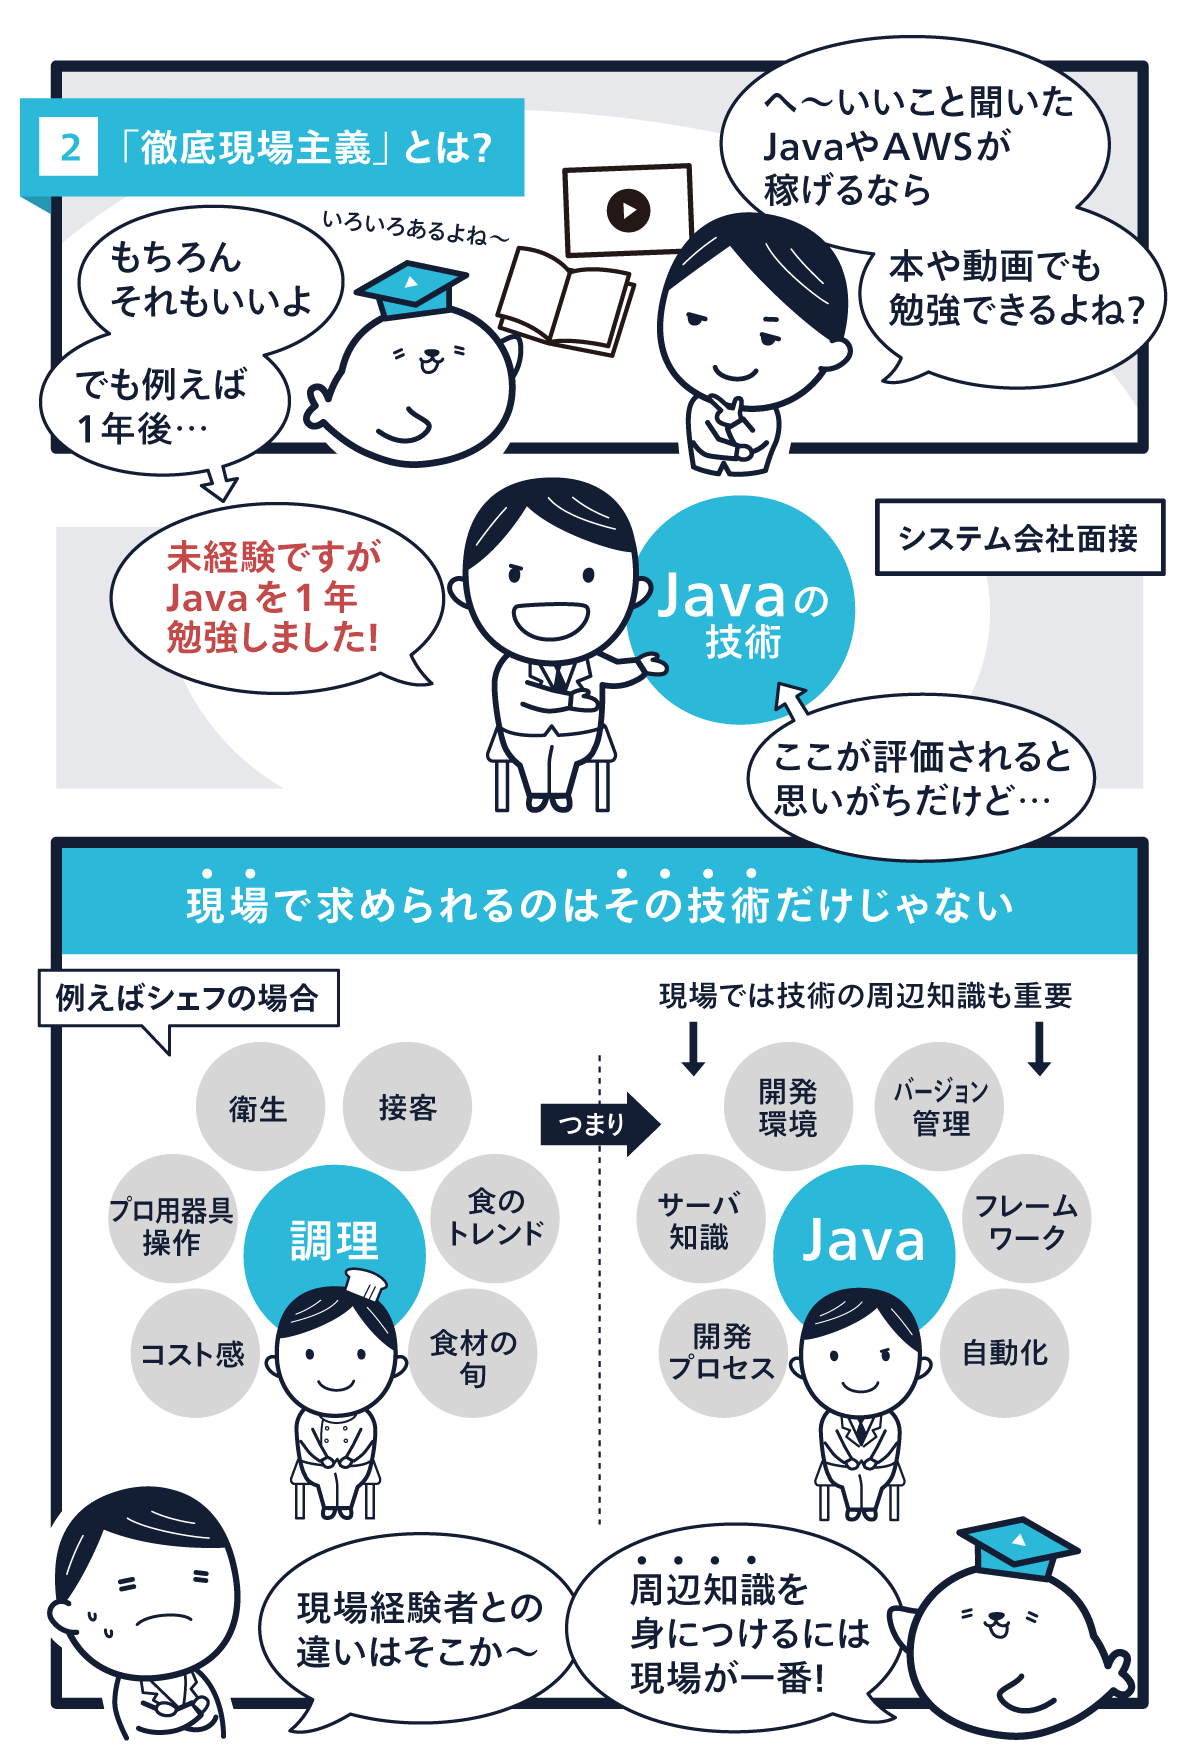 2 「徹底現場主義」とは?
へ〜いいこと聞いた
JavaやAWSが
稼げるなら
本や動画でも
勉強できるよね?
いろいろあるよね〜
もちろん
それもいいよ
でも例えば
1年後…
システム会社面接
未経験ですが
Javaを1年
勉強しました!
Javaの
技術
ここが評価されると
思いがちだけど…
現場で求められるのはその技術だけじゃない
例えばシェフの場合
衛生
接客
プロ用器具
操作
食の
トレンド
調理
コスト感
食材の
旬
つまり
現場では技術の周辺知識も重要
開発
環境
バージョン
管理
サーバ
知識
フレーム
ワーク
Java
開発
プロセス
自動化
現場経験者との
違いはそこか〜
周辺知識を
身につけるには
現場が一番!